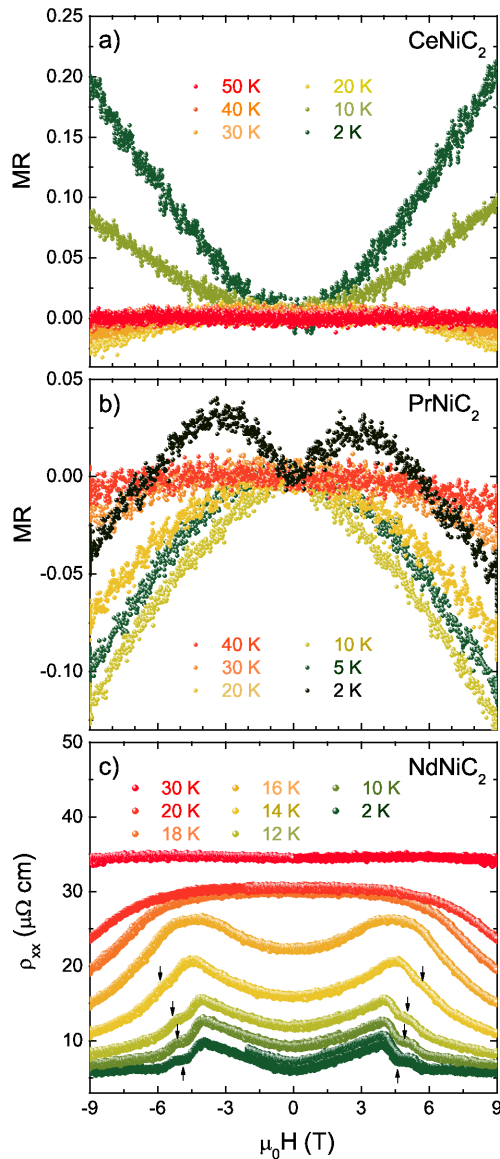 a) CeNiC₂
0.25
50 K 20 K
0.20
40 K 10 K
30 K 2 K
0.15
MR
0.10
0.05
0.00
0.05
b) PrNiC₂
0.00
MR
-0.05
40 K 10 K
30 K 5 K
-0.10
20 K 2 K
50
c) NdNiC₂
30 K 16 K 10 K
20 K 14 K 2 K
40
18 K 12 K
30
ρxx (μΩ cm)
20
10
-9 -6 -3 0 3 6 9
μ₀H (T)